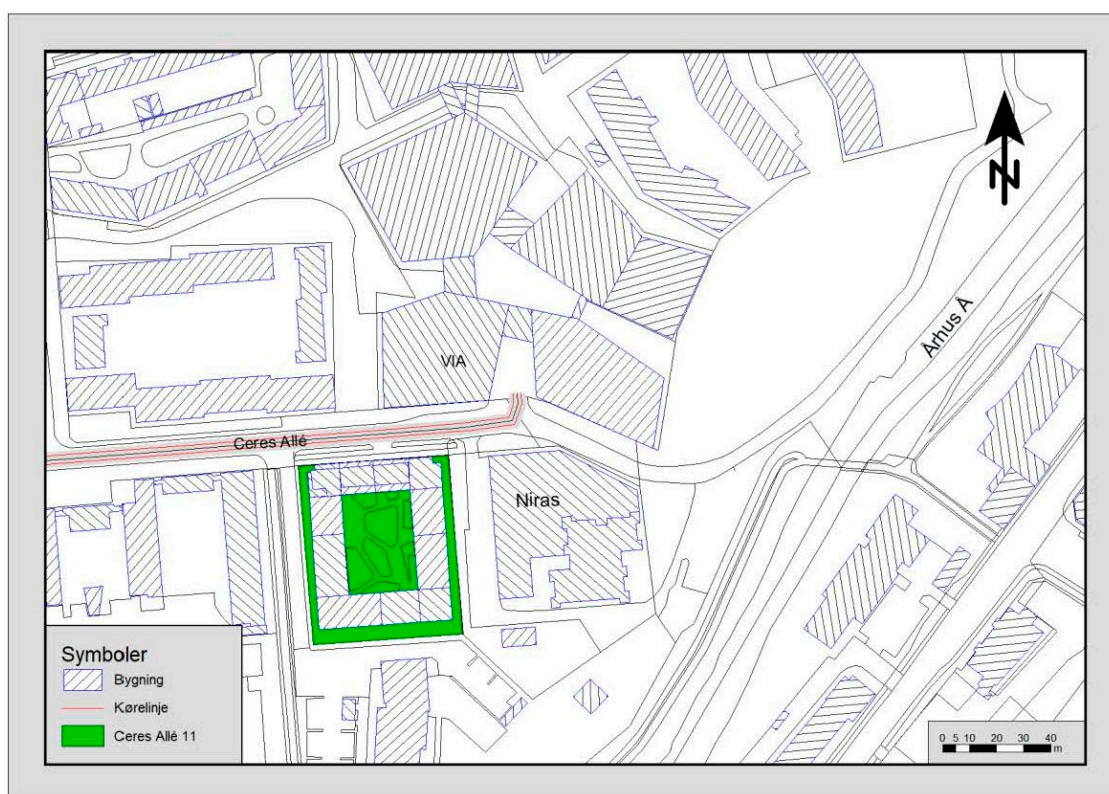 N
Århus Å
VIA
Ceres Allé
Niras
Symboler
Bygning
Kørelinje
Ceres Allé 11
0 5 10 20 30 40
m